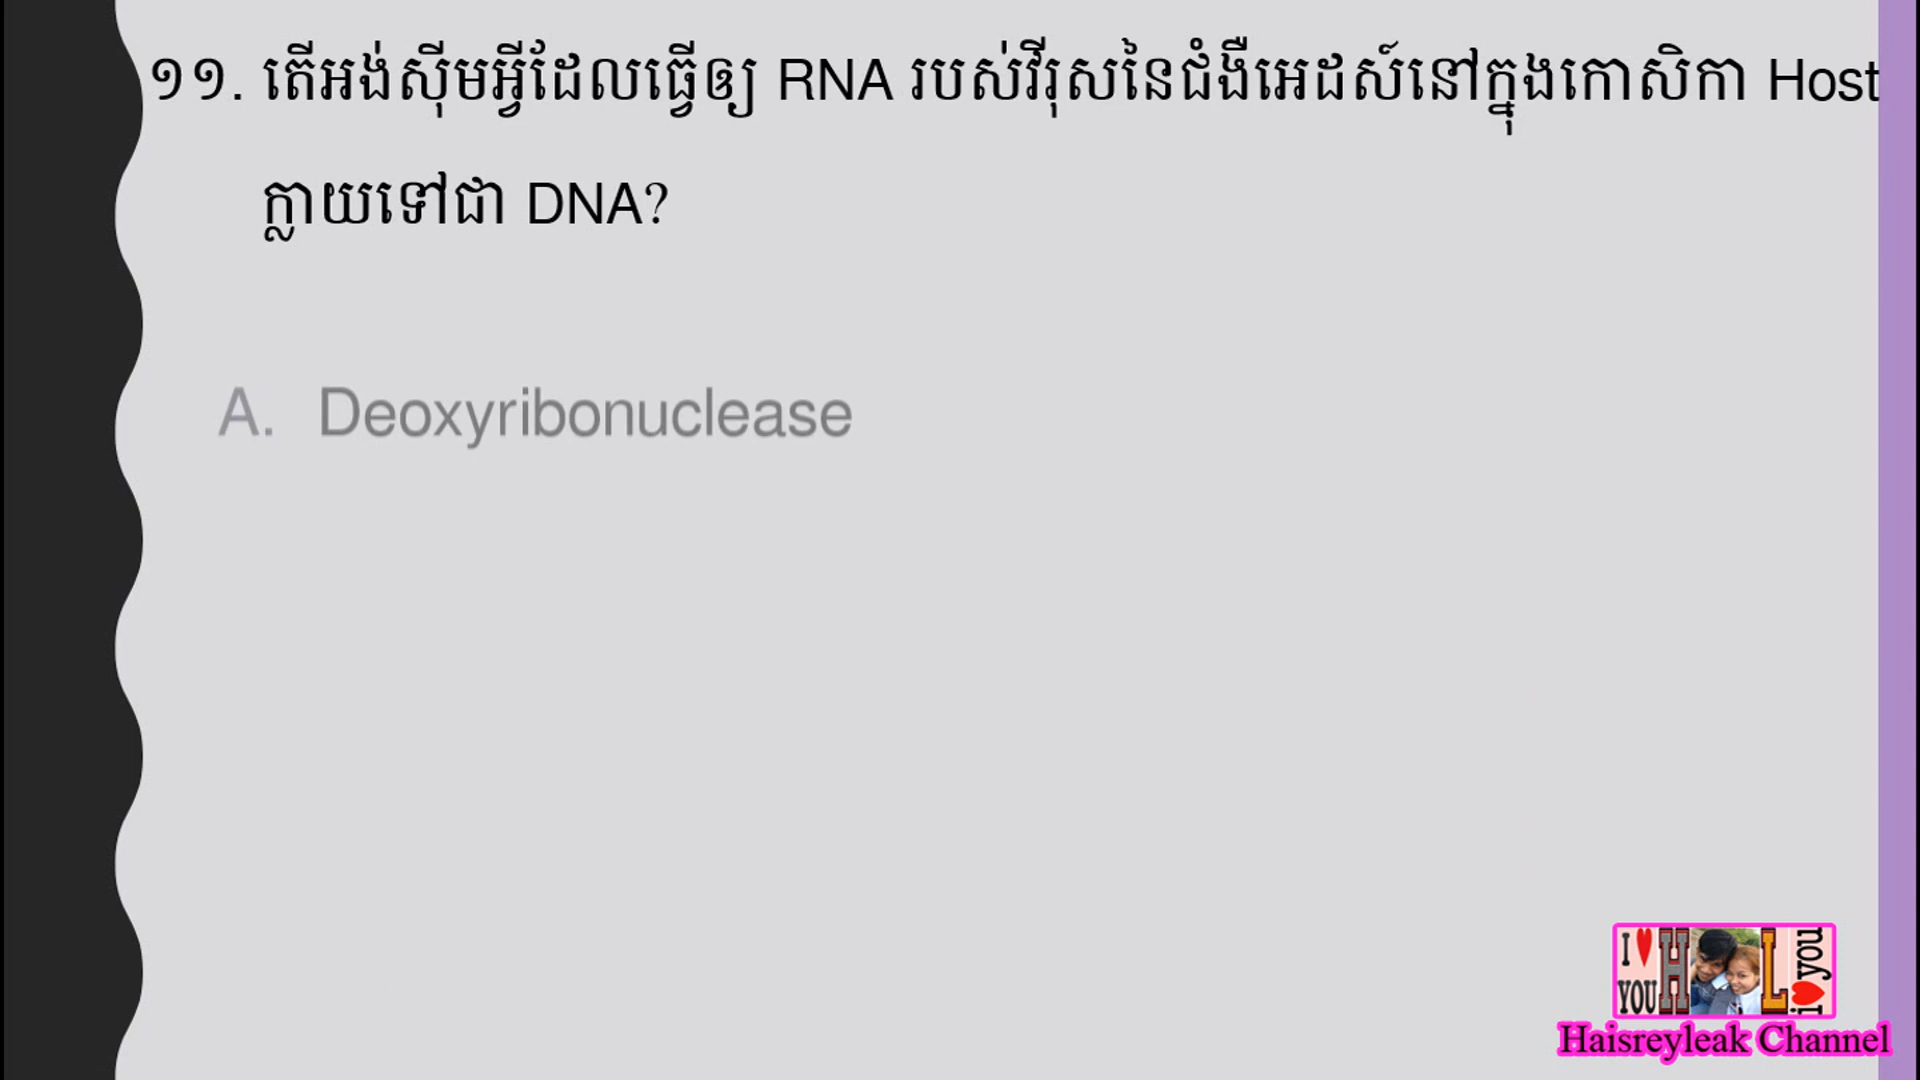 ១១. តើអង់ស៊ីមអ្វីដែលធ្វើឲ្យ RNA របស់វីរុសនៃជំងឺអេដស៍នៅក្នុងកោសិកា Host
ក្លាយទៅជា DNA?
A. Deoxyribonuclease
I ♥ YOU
H
L
i ♥ you
Haisreyleak Channel